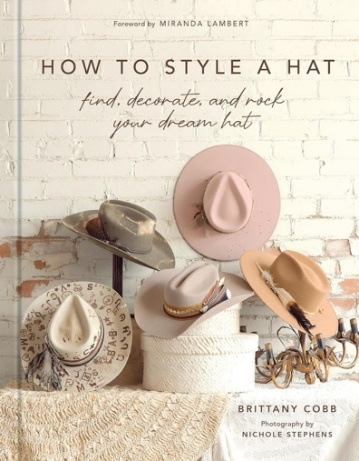 Foreword by MIRANDA LAMBERT
HOW TO STYLE A HAT
find, decorate, and rock
your dream hat
BRITTANY COBB
Photography by
NICHOLE STEPHENS